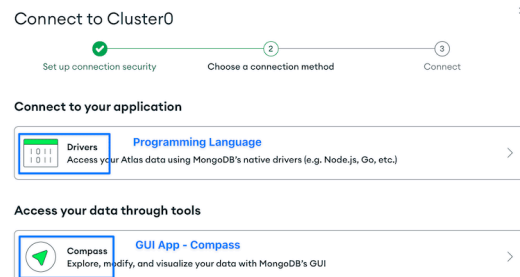 Connect to Cluster0
2
3
Set up connection security
Choose a connection method
Connect
Connect to your application
1011
1011
Drivers
Programming Language
Access your Atlas data using MongoDB's native drivers (e.g. Node.js, Go, etc.)
Access your data through tools
Compass
GUI App - Compass
Explore, modify, and visualize your data with MongoDB's GUI